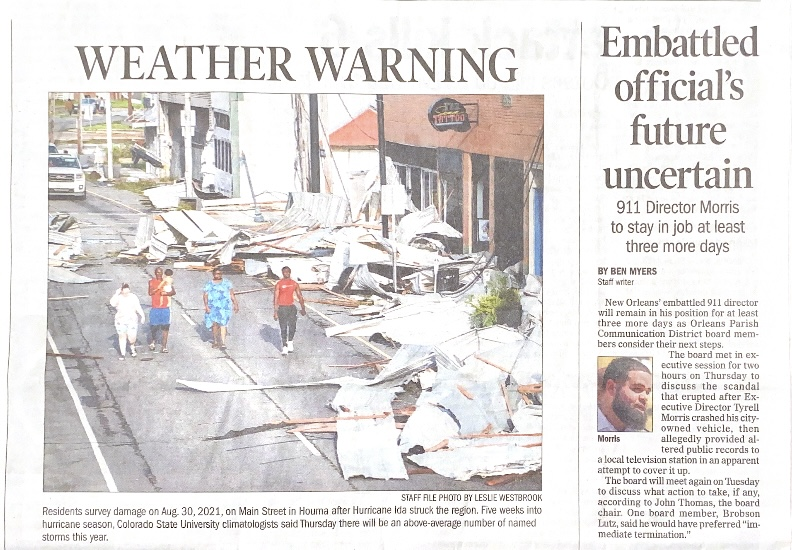 WEATHER WARNING
TATTOO
STAFF FILE PHOTO BY LESLIE WESTBROOK
Residents survey damage on Aug. 30, 2021, on Main Street in Houma after Hurricane Ida struck the region. Five weeks into
hurricane season, Colorado State University climatologists said Thursday there will be an above-average number of named
storms this year.
Embattled
official's
future
uncertain
911 Director Morris
to stay in job at least
three more days
BY BEN MYERS
Staff writer
New Orleans' embattled 911 director
will remain in his position for at least
three more days as Orleans Parish
Communication District board mem-
bers consider their next steps.
The board met in ex-
ecutive session for two
hours on Thursday to
discuss the scandal
that erupted after Ex-
ecutive Director Tyrell
Morris crashed his city-
owned vehicle, then
allegedly provided al-
tered public records to
Morris
a local television station in an apparent
attempt to cover it up.
The board will meet again on Tuesday
to discuss what action to take, if any,
according to John Thomas, the board
chair. One board member, Brobson
Lutz, said he would have preferred "im-
mediate termination."